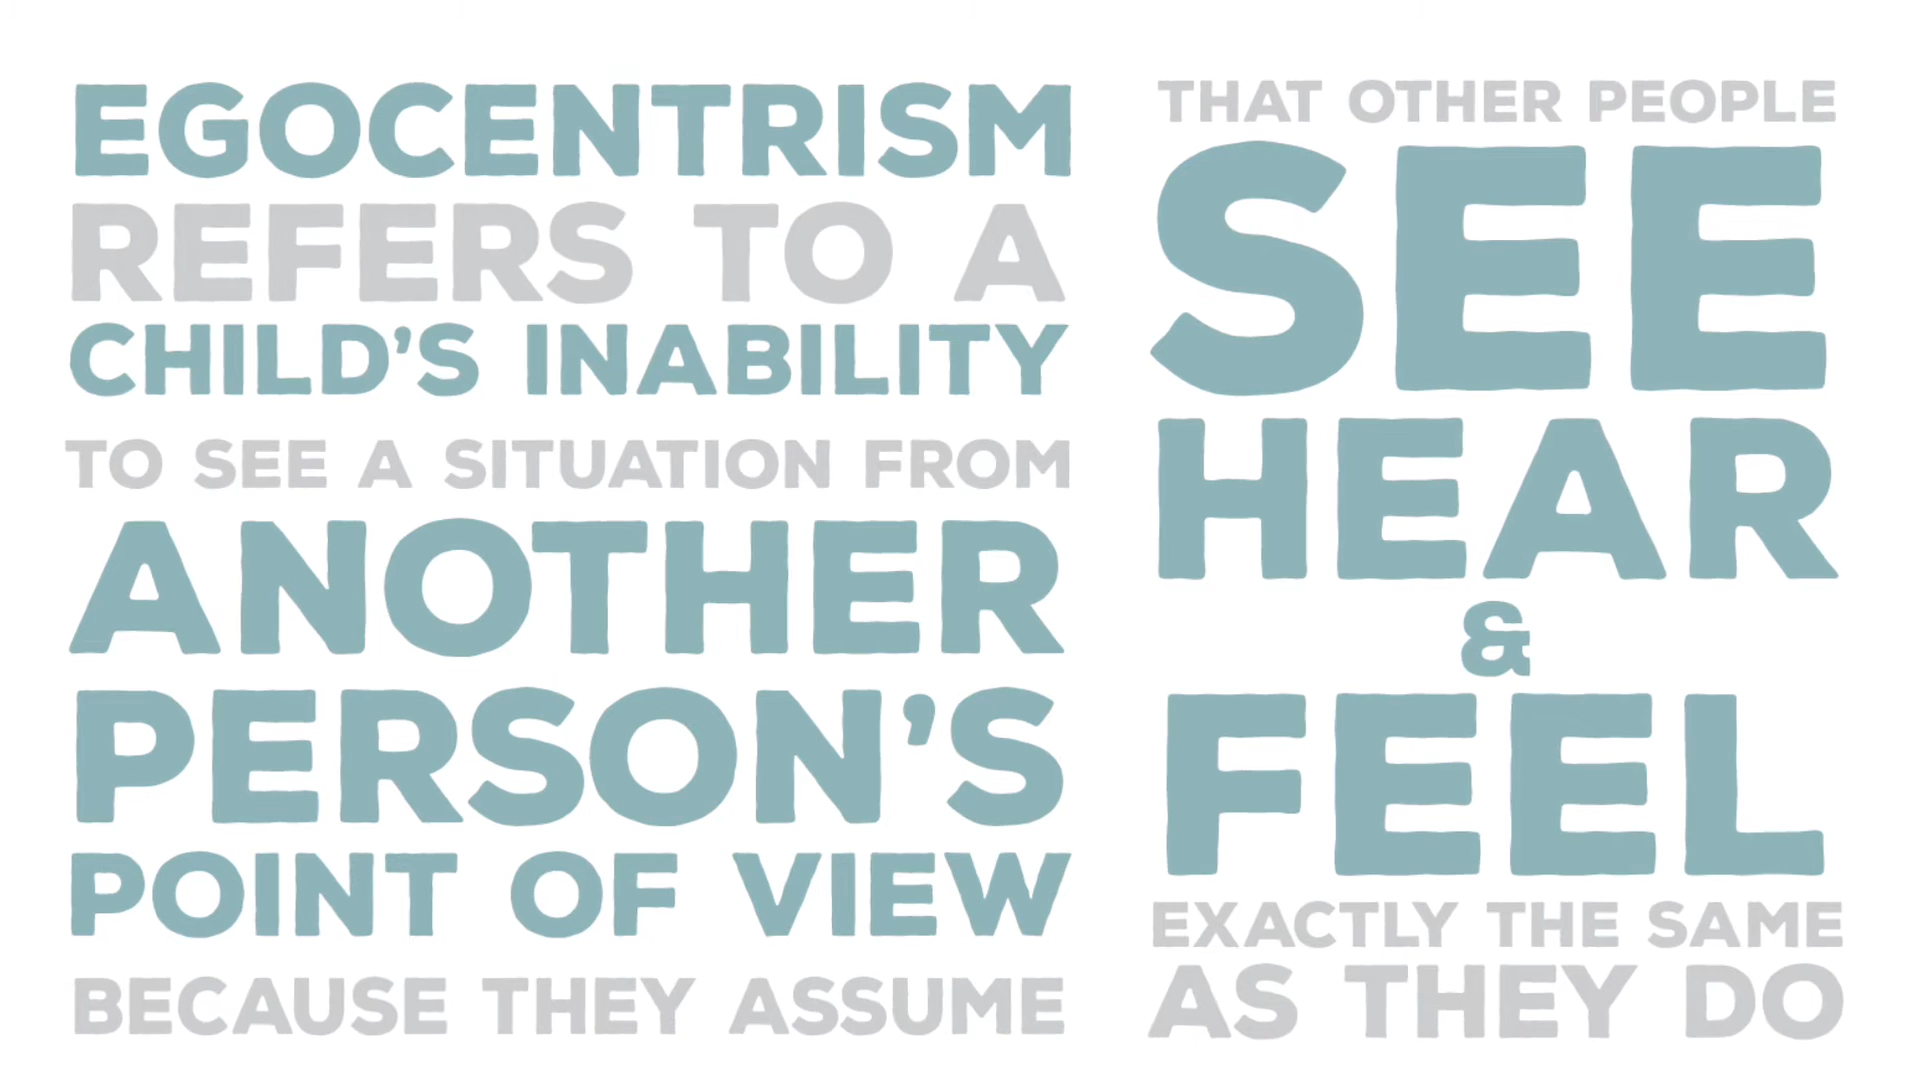 EGOCENTRISM
REFERS TO A
CHILD'S INABILITY
TO SEE A SITUATION FROM
ANOTHER
PERSON'S
POINT OF VIEW
BECAUSE THEY ASSUME
THAT OTHER PEOPLE
SEE
HEAR
&
FEEL
EXACTLY THE SAME
AS THEY DO